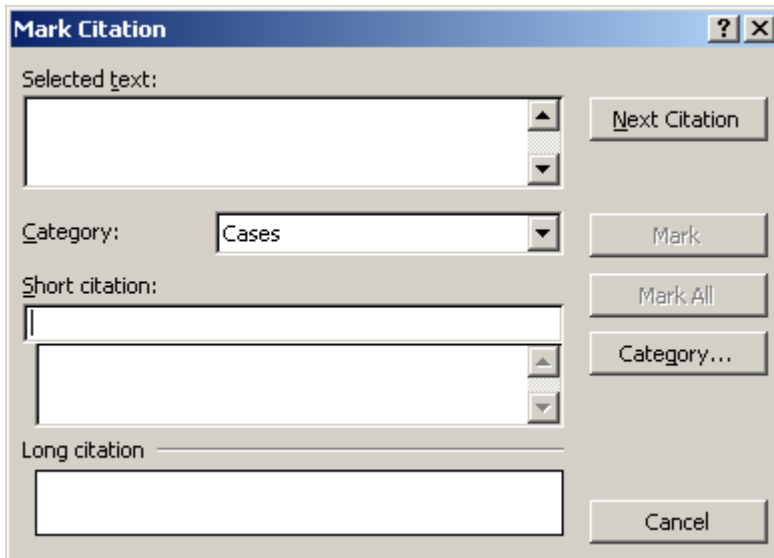 Mark Citation
Selected text:
Next Citation
Category:
Cases
Mark
Short citation:
Mark All
Category...
Long citation
Cancel